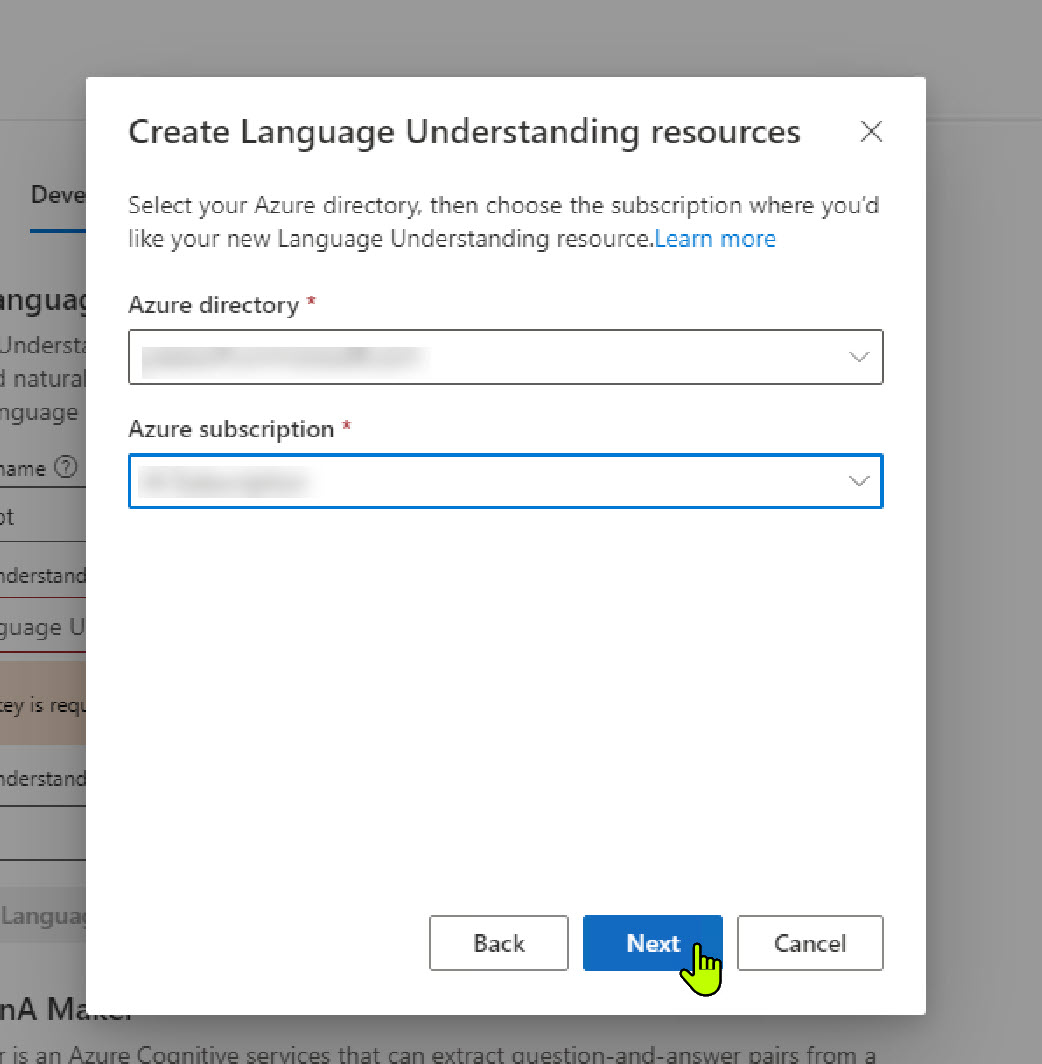 Create Language Understanding resources
Deve
Select your Azure directory, then choose the subscription where you'd
like your new Language Understanding resource.Learn more
anguag
Azure directory *
Understa
d natural
nguage
Azure subscription *
name ?
ot
nderstand
guage U
key is requ
nderstand
Languag
Back
Next
Cancel
nA Maker
r is an Azure Cognitive services that can extract question-and-answer pairs from a